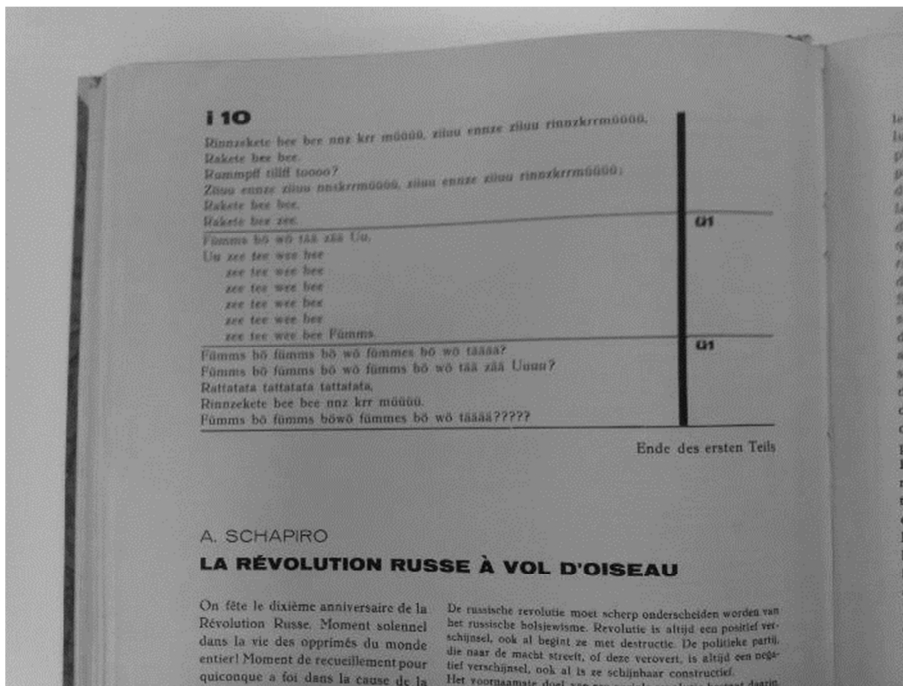 i 10
Rinnzekete bee bee nnz krr müüüü, ziiuu ennze ziiuu rinnzkrrmüüüü,
Rakete bee bee.
Rummpff tillff toooo?
Ziiuu ennze ziiuu nnskrrmüüüü, ziiuu ennze ziiuu rinnzkrrmüüüü;
Rakete bee bee,
Rakete bee zee.
Fümms bö wö tää zää Uu,
Ü1
Uu zee tee wee bee
zee tee wee bee
zee tee wee bee
zee tee wee bee
zee tee wee bee
zee tee wee bee Fümms.
Fümms bö fümms bö wö fümmes bö wö täää?
Ü1
Fümms bö fümms bö wö fümms bö wö tää zää Uuuu?
Rattatata tattatata tattatata,
Rinnzekete bee bee nnz krr müüüü.
Fümms bö fümms böwö fümmes bö wö täää?????
Ende des ersten Teils
A. SCHAPIRO
LA RÉVOLUTION RUSSE À VOL D'OISEAU
On fête le dixième anniversaire de la
Révolution Russe. Moment solennel
dans la vie des opprimés du monde
entier! Moment de recueillement pour
quiconque a foi dans la cause de la
De russische revolutie moet scherp onderscheiden worden van
het russische bolsjewisme. Revolutie is altijd een positief ver-
schijnsel, ook al begint ze met destructie. De politieke partij,
die naar de macht streeft, of deze verovert, is altijd een nega-
tief verschijnsel, ook al is ze schijnbaar constructief.
Het voornaamste doel